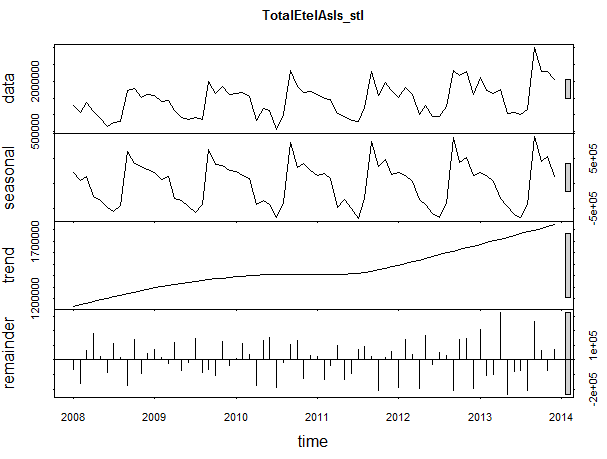 TotalEtelAsIs_stl
data
500000 2000000
seasonal
-5e+05 5e+05
trend
1200000 1700000
remainder
-2e+05 1e+05
2008 2009 2010 2011 2012 2013 2014
time